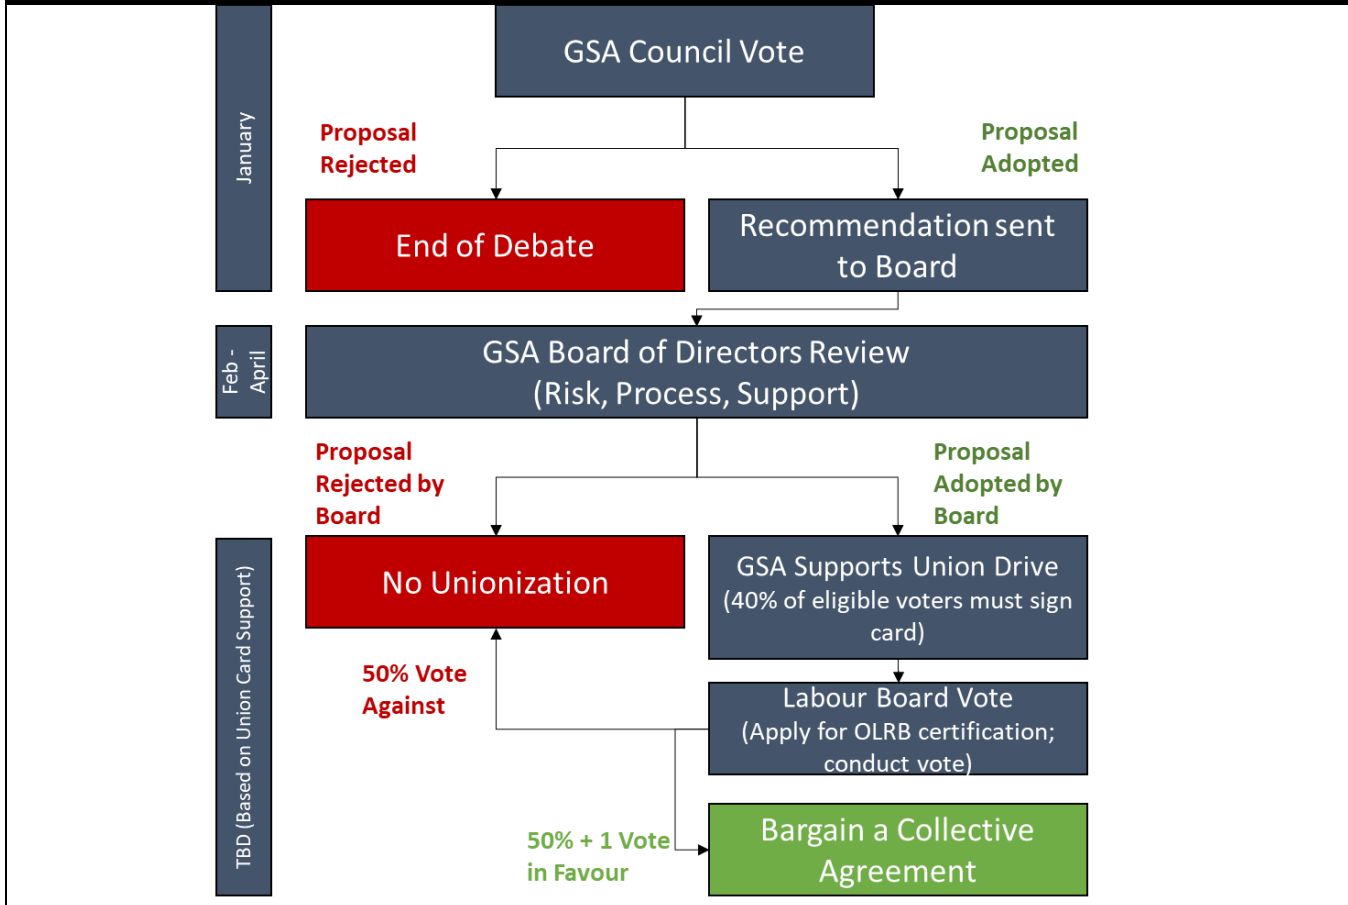 GSA Council Vote
January
Proposal
Rejected
Proposal
Adopted
End of Debate
Recommendation sent
to Board
Feb -
April
GSA Board of Directors Review
(Risk, Process, Support)
Proposal
Rejected by
Board
Proposal
Adopted by
Board
TBD (Based on Union Card Support)
No Unionization
GSA Supports Union Drive
(40% of eligible voters must sign
card)
50% Vote
Against
Labour Board Vote
(Apply for OLRB certification;
conduct vote)
50% + 1 Vote
in Favour
Bargain a Collective
Agreement